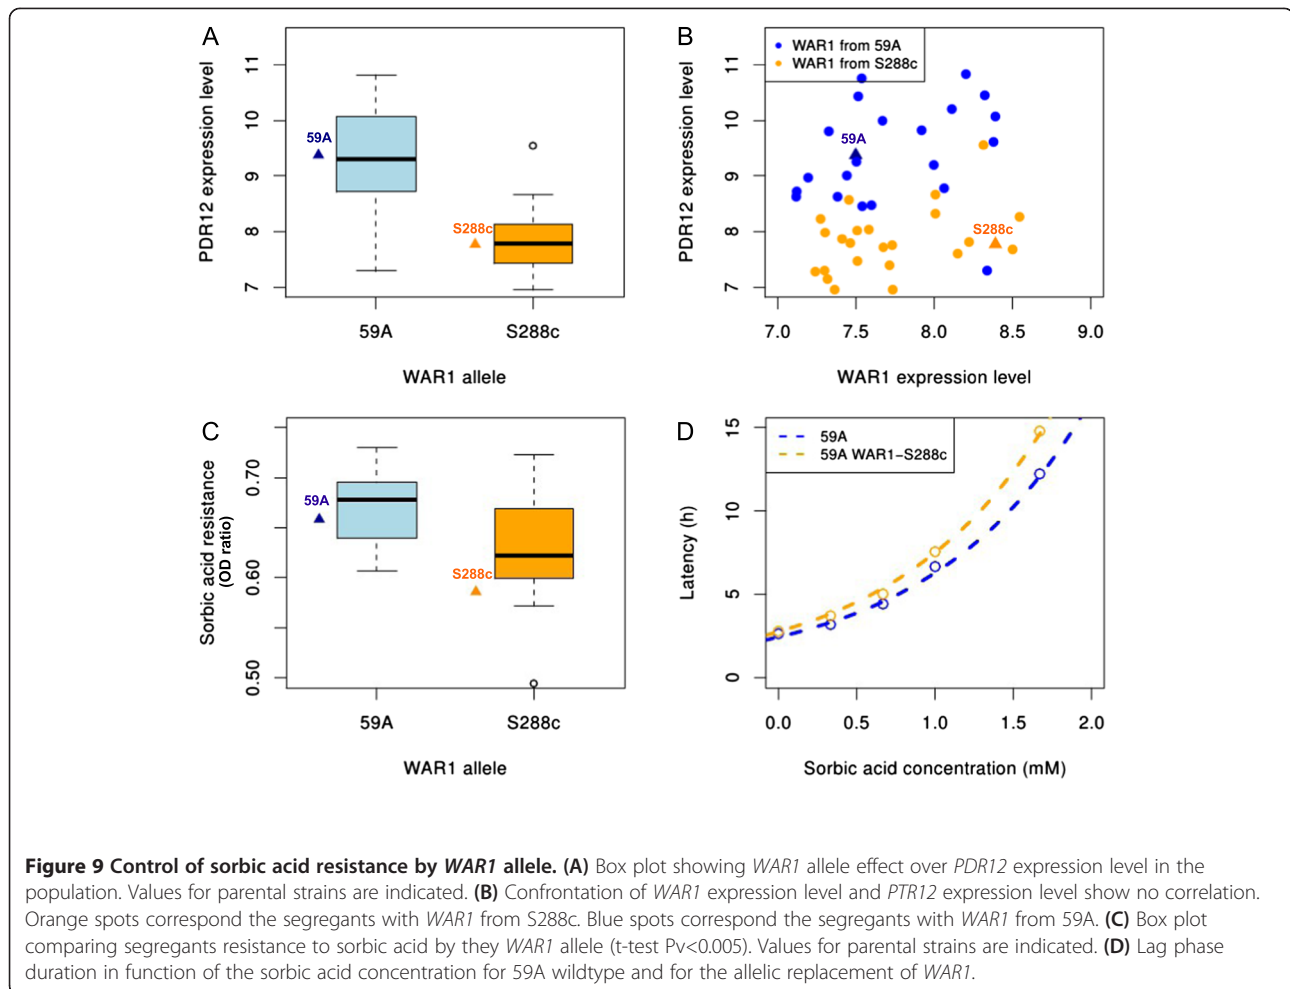 A
PDR12 expression level
11
10
9
8
7
59A
S288c
59A
S288c
WAR1 allele
B
WAR1 from 59A
WAR1 from S288c
PDR12 expression level
11
10
9
8
7
59A
S288c
7.0 7.5 8.0 8.5 9.0
WAR1 expression level
C
Sorbic acid resistance
(OD ratio)
0.70
0.60
0.50
59A
S288c
59A
S288c
WAR1 allele
D
59A
59A WAR1–S288c
Latency (h)
15
10
5
0
0.0 0.5 1.0 1.5 2.0
Sorbic acid concentration (mM)
Figure 9 Control of sorbic acid resistance by WAR1 allele. (A) Box plot showing WAR1 allele effect over PDR12 expression level in the
population. Values for parental strains are indicated. (B) Confrontation of WAR1 expression level and PTR12 expression level show no correlation.
Orange spots correspond the segregants with WAR1 from S288c. Blue spots correspond the segregants with WAR1 from 59A. (C) Box plot
comparing segregants resistance to sorbic acid by they WAR1 allele (t-test Pv<0.005). Values for parental strains are indicated. (D) Lag phase
duration in function of the sorbic acid concentration for 59A wildtype and for the allelic replacement of WAR1.